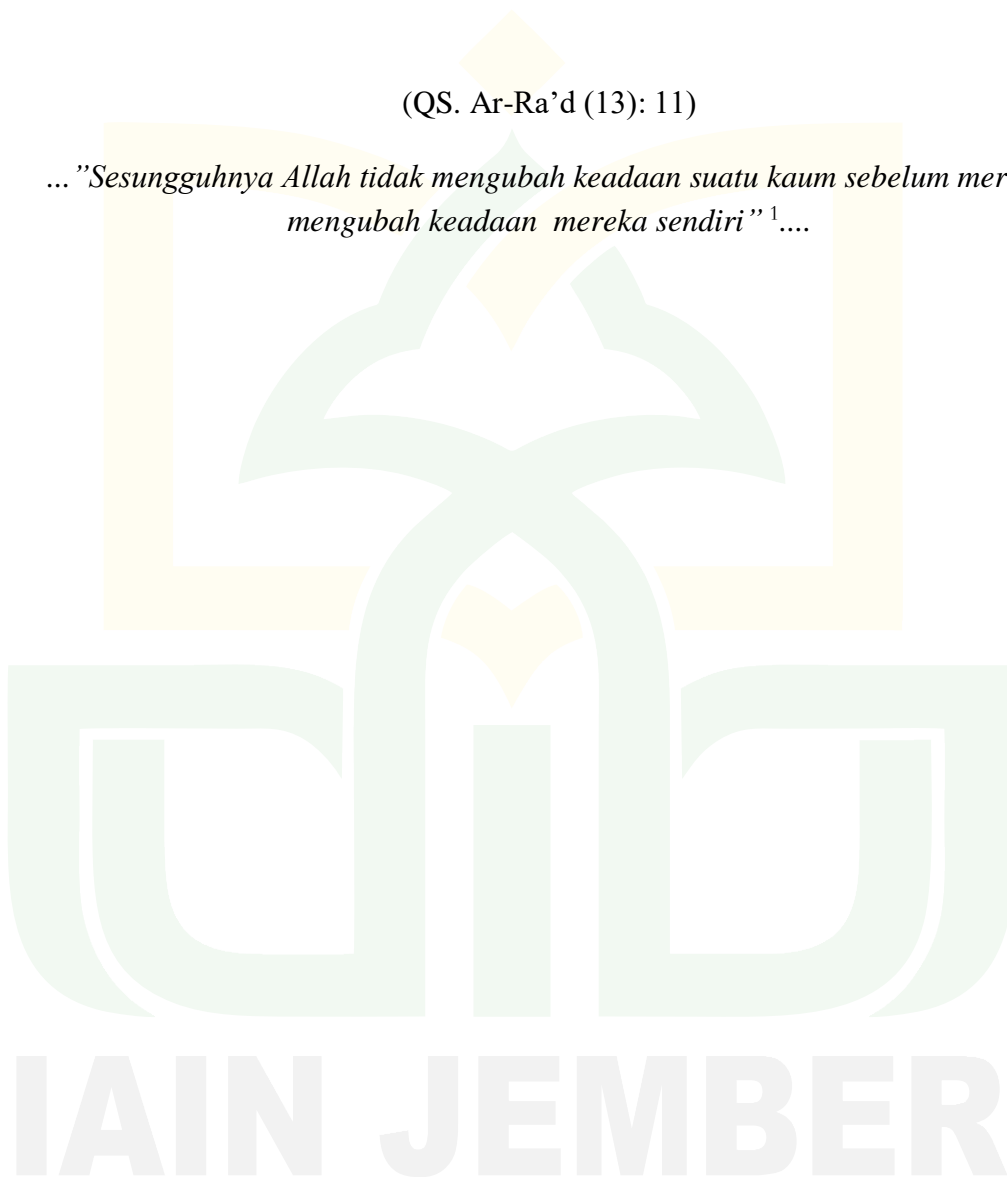 (QS. Ar-Ra’d (13): 11)
...”Sesungguhnya Allah tidak mengubah keadaan suatu kaum sebelum mer
mengubah keadaan mereka sendiri” ¹....
IAIN JEMBER